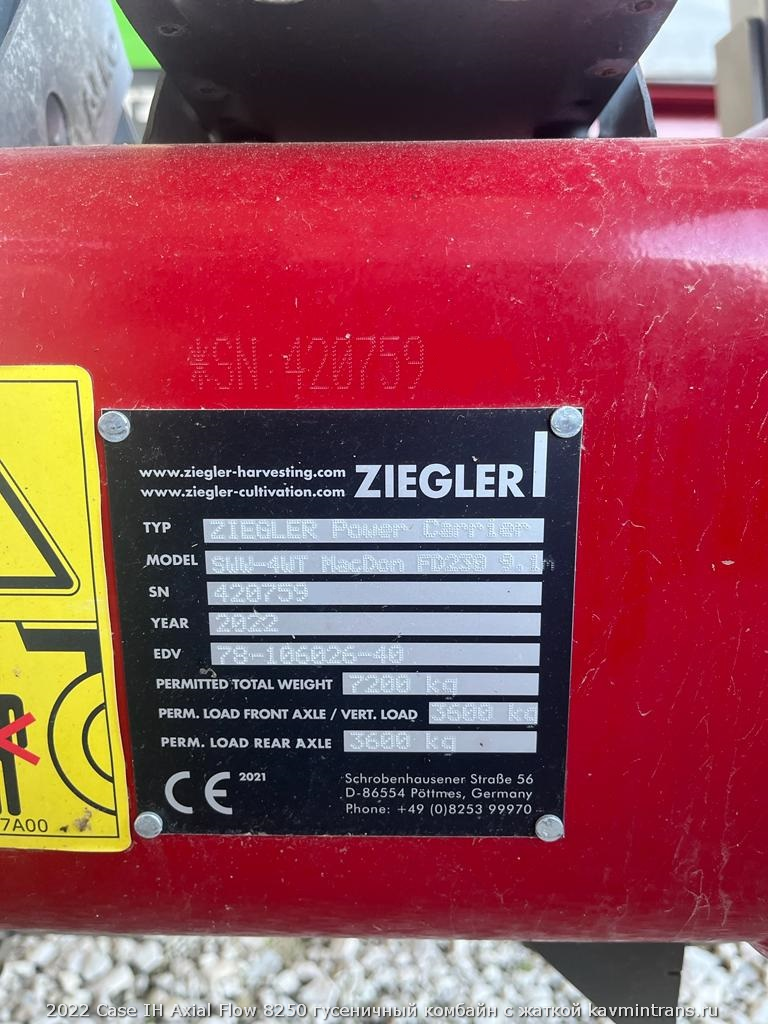 *SN:420759
www.ziegler-harvesting.com
www.ziegler-cultivation.com
ZIEGLER
TYP ZIEGLER Power Carrier
MODEL SWW-4WT MacDon FD230 9.1m
SN 420759
YEAR 2022
EDV 78-106026-40
PERMITTED TOTAL WEIGHT 7200 kg
PERM. LOAD FRONT AXLE / VERT. LOAD 3600 kg
PERM. LOAD REAR AXLE 3600 kg
CE 2021
Schrobenhausener Straße 56
D-86554 Pöttmes, Germany
Phone: +49 (0)8253 99970
7A00
2022 Case IH Axial Flow 8250 гусеничный комбайн с жаткой kavmintrans.ru